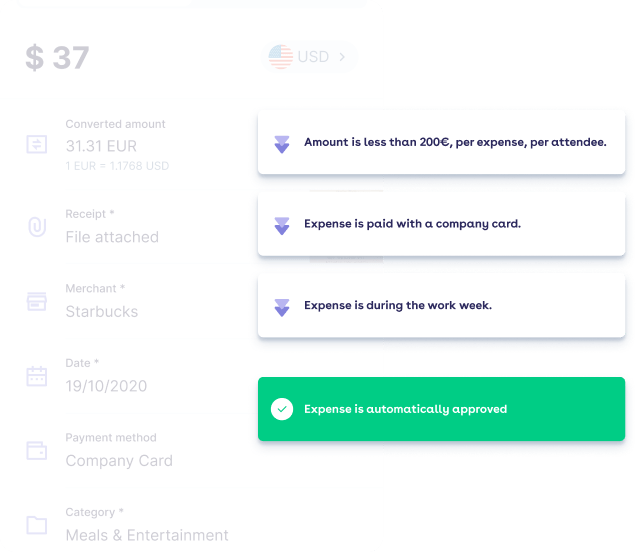 $ 37
USD
Converted amount
31.31 EUR
1 EUR = 1.1768 USD
Amount is less than 200€, per expense, per attendee.
Receipt *
File attached
Expense is paid with a company card.
Merchant *
Starbucks
Expense is during the work week.
Date *
19/10/2020
Expense is automatically approved
Payment method
Company Card
Category *
Meals & Entertainment